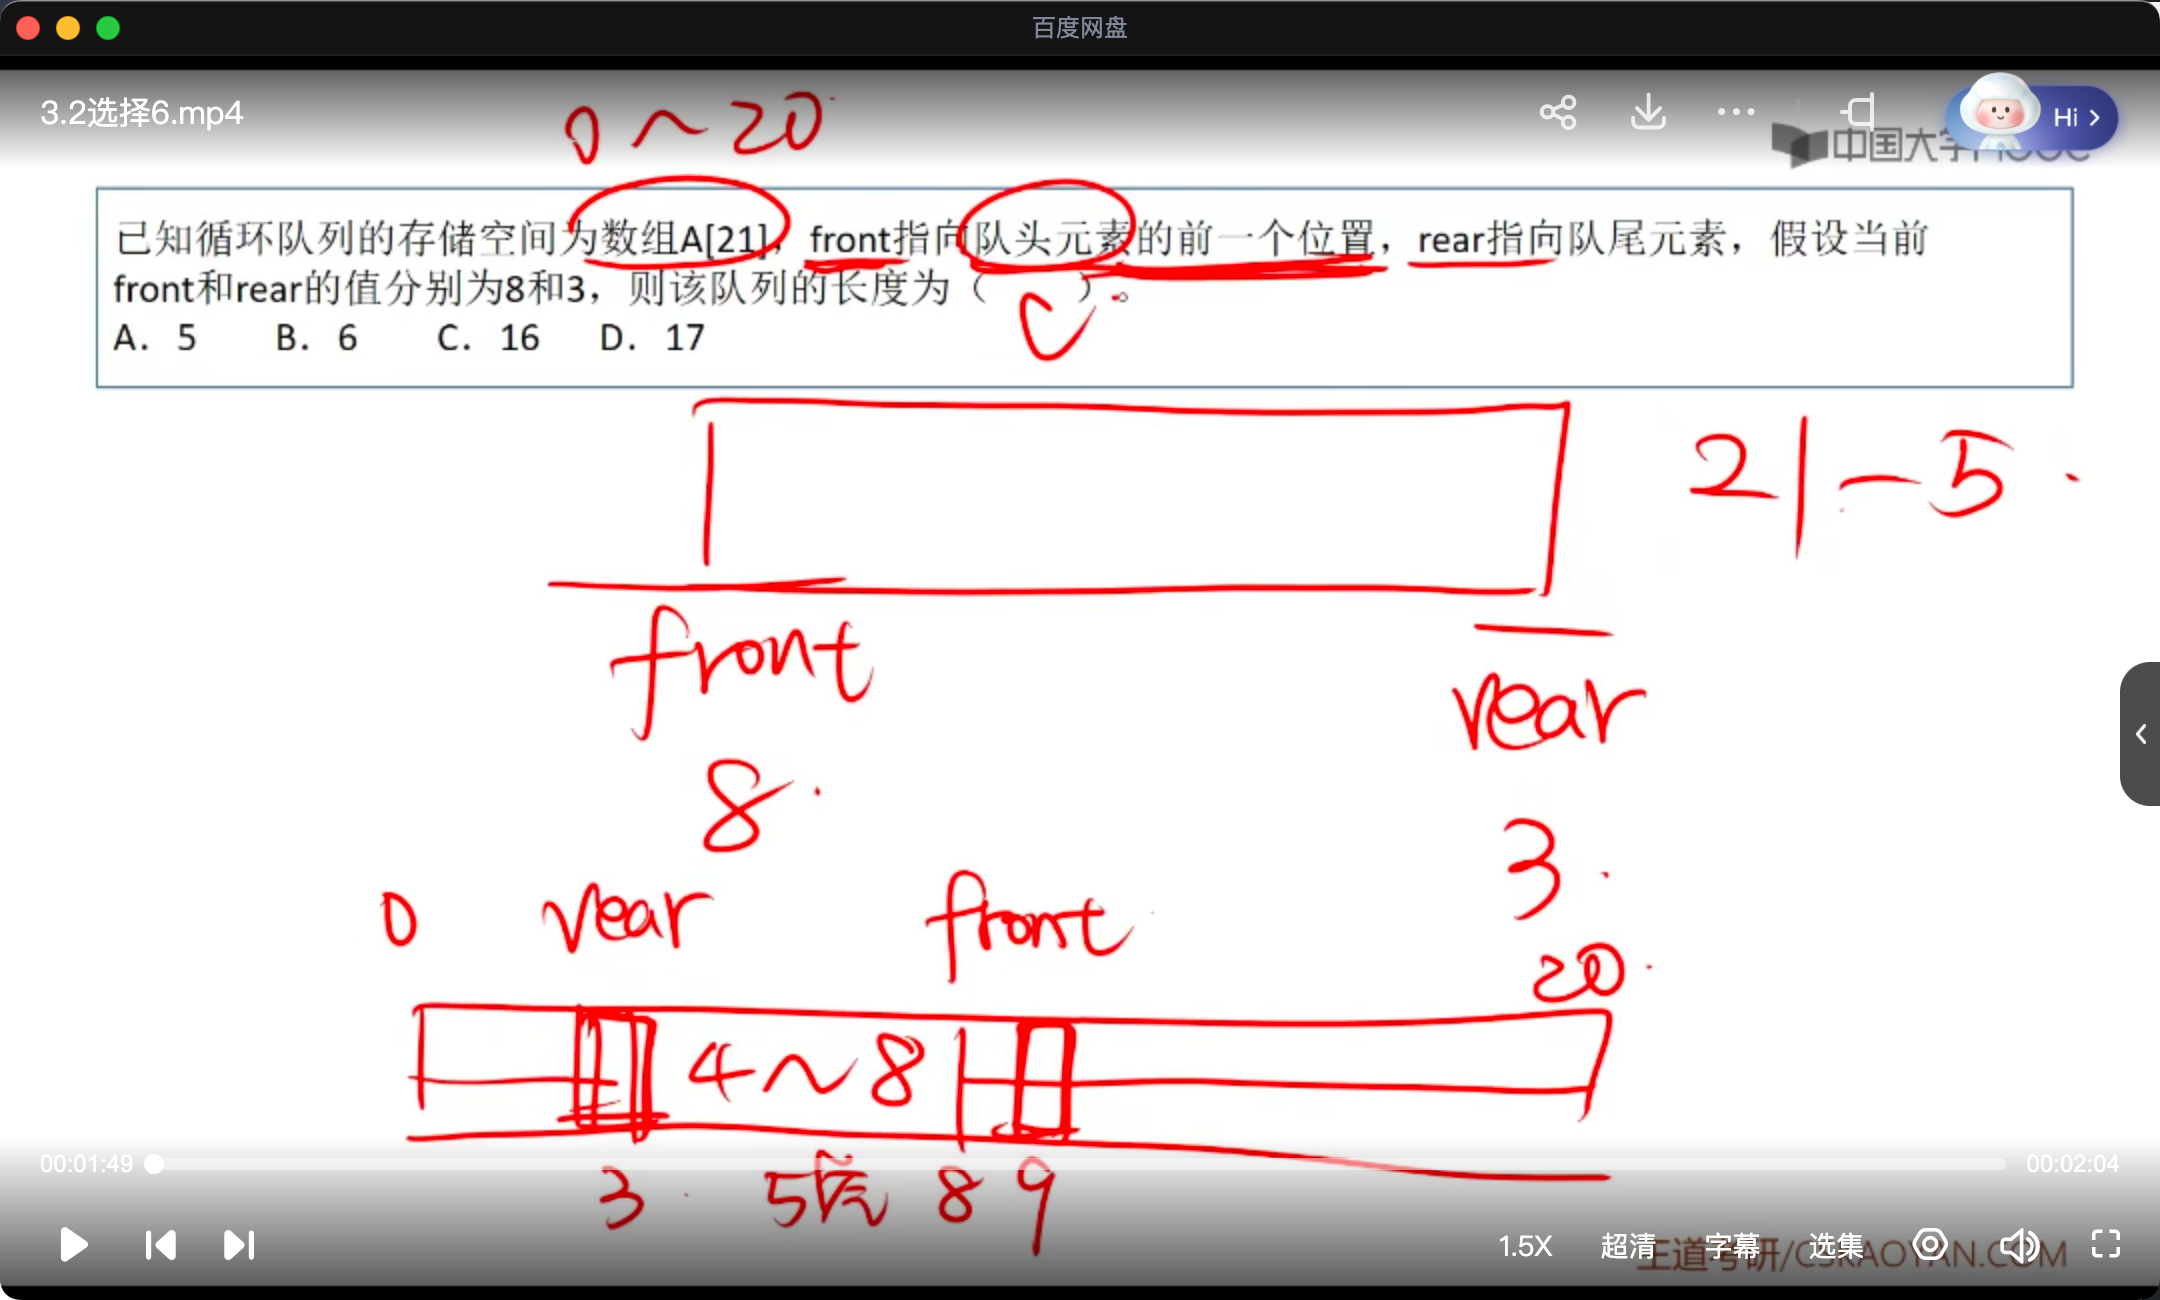 百度网盘
3.2选择6.mp4
0～20
Hi
中国大学MOOC
已知循环队列的存储空间为数组A[21]，front指向队头元素的前一个位置，rear指向队尾元素，假设当前
front和rear的值分别为8和3，则该队列的长度为（ ）。
C
A. 5 B. 6 C. 16 D. 17
21-5
front
rear
8
3
0 rear front
20
4～8
00:01:49
00:02:04
3 5 8 9
1.5X 超清 字幕 选集
王道考研/CSKAOYAN.COM